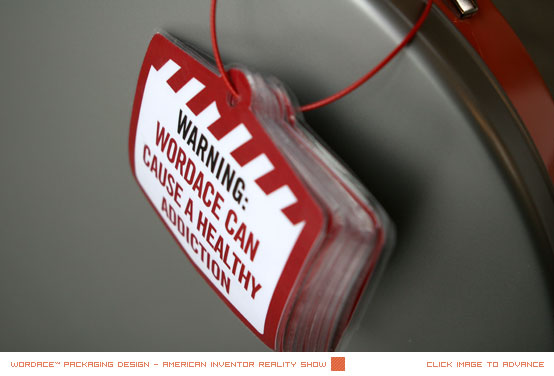 WARNING:
WORDACE CAN
CAUSE A HEALTHY
ADDICTION
WORDACE™ PACKAGING DESIGN - AMERICAN INVENTOR REALITY SHOW
CLICK IMAGE TO ADVANCE